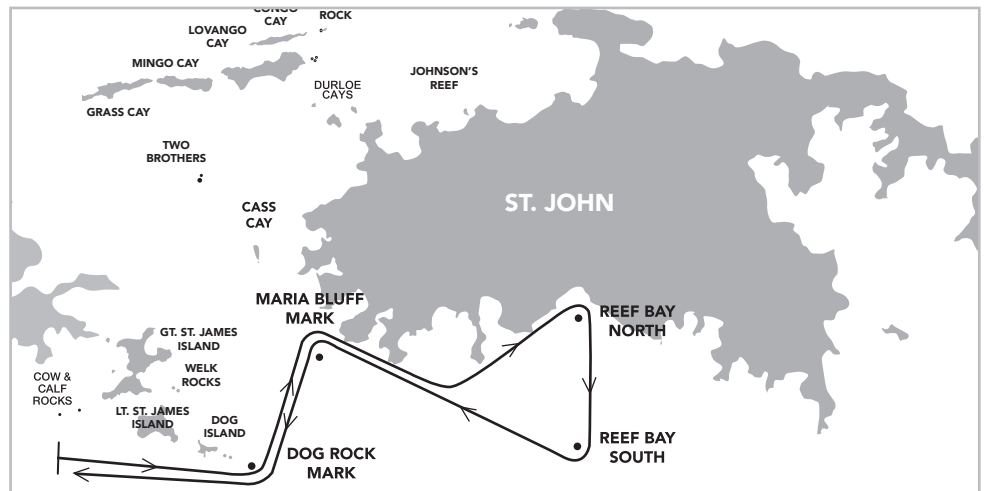 CONGO
CAY
ROCK
LOVANGO
CAY
MINGO CAY
GRASS CAY
DURLOE
CAYS
JOHNSON'S
REEF
TWO
BROTHERS
CASS
CAY
ST. JOHN
MARIA BLUFF
MARK
REEF BAY
NORTH
GT. ST. JAMES
ISLAND
WELK
ROCKS
COW &
CALF
ROCKS
LT. ST. JAMES
ISLAND
DOG
ISLAND
DOG ROCK
MARK
REEF BAY
SOUTH